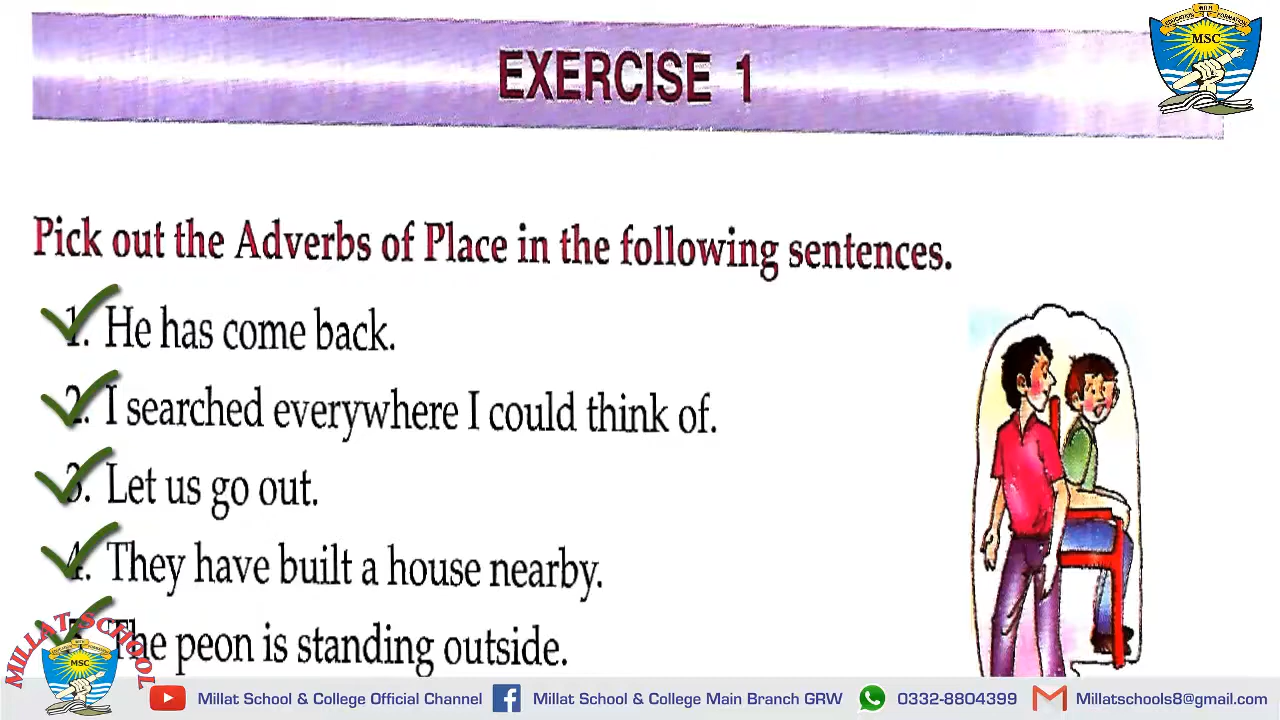 EXERCISE 1
MSC
Pick out the Adverbs of Place in the following sentences.
1. He has come back.
2. I searched everywhere I could think of.
3. Let us go out.
4. They have built a house nearby.
The peon is standing outside.
MILLAT SCHOOL
MSC
Millat School & College Official Channel Millat School & College Main Branch GRW 0332-8804399 Millatschools8@gmail.com